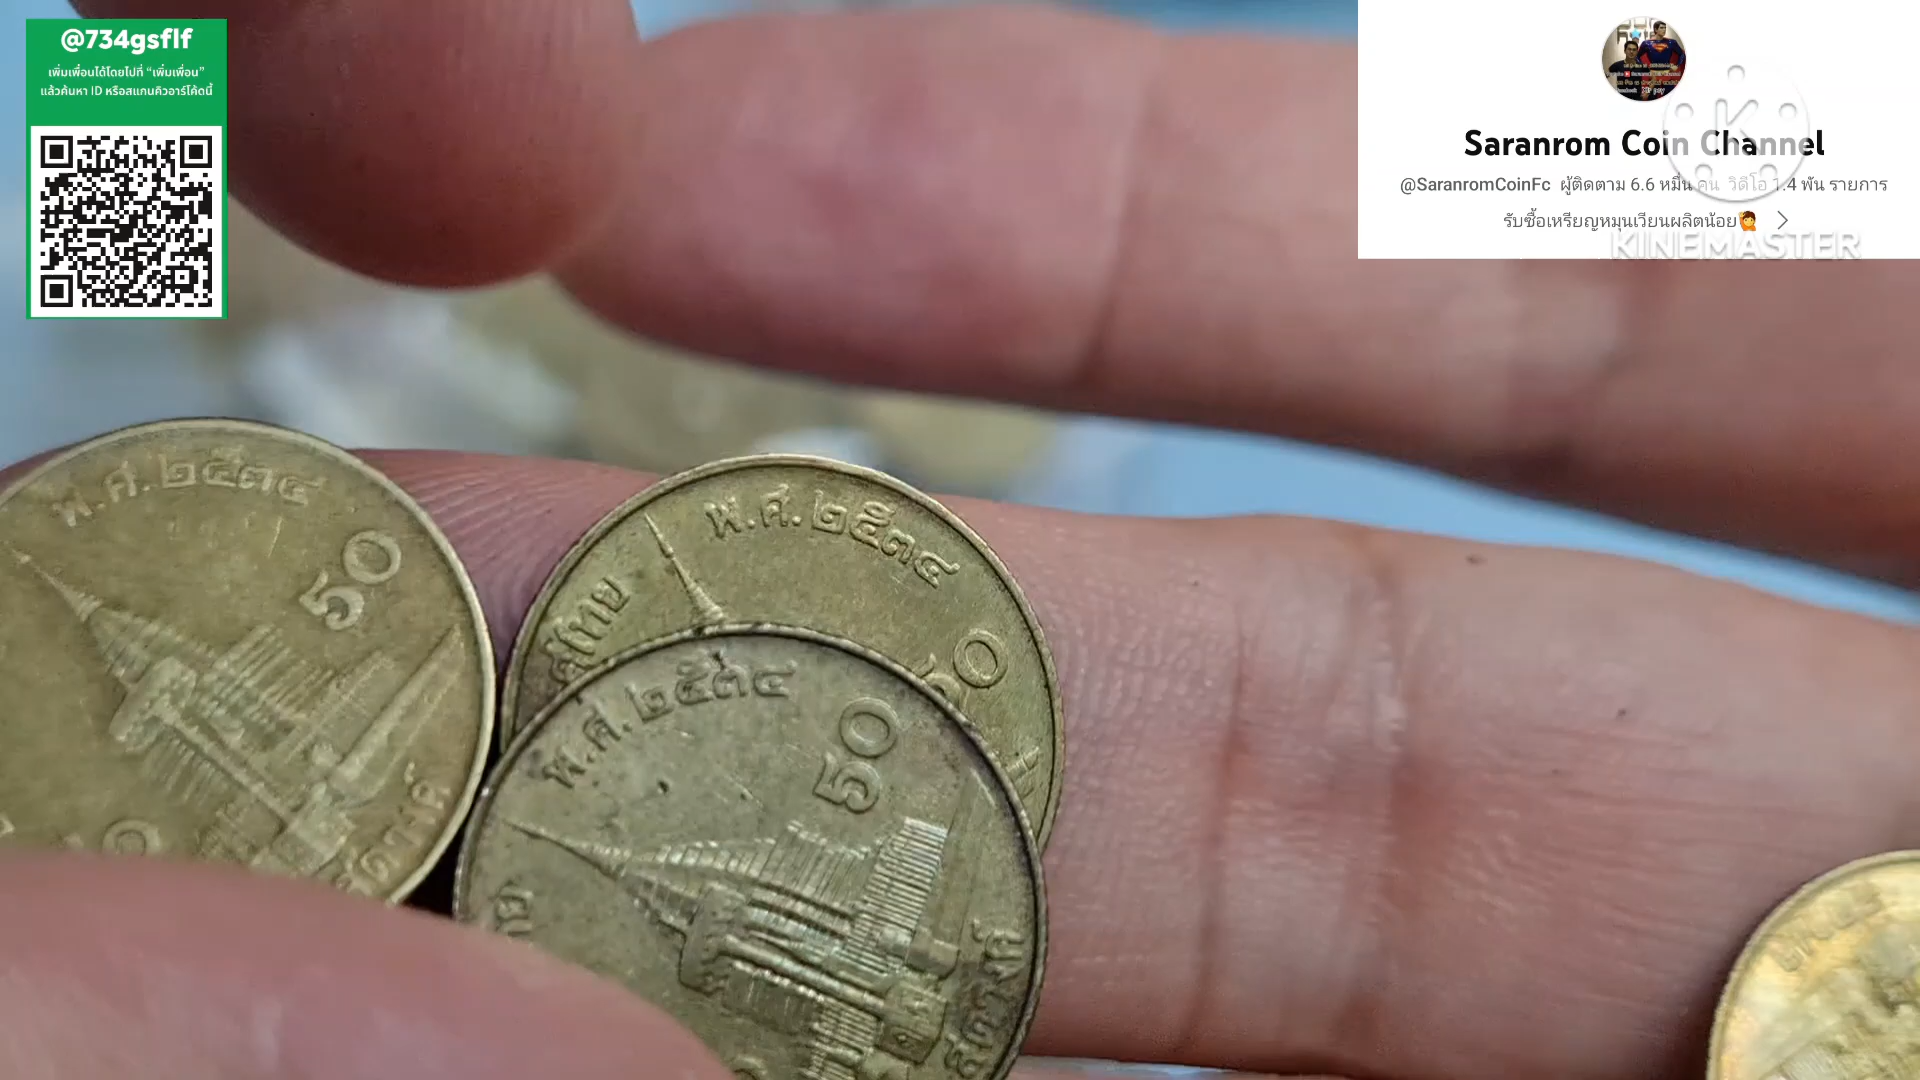 @734gsflf
เพิ่มเพื่อนได้โดยไปที่ “เพิ่มเพื่อน”
แล้วค้นหา ID หรือสแกนคิวอาร์โค้ดนี้
Saranrom Coin Channel
@SaranromCoinFc ผู้ติดตาม 6.6 หมื่น คน วิดีโอ 1.4 พัน รายการ
รับซื้อเหรียญหมุนเวียนผลิตน้อย
KINEMASTER
พ.ศ.๒๕๓๔
50
พ.ศ.๒๕๓๔
50
พ.ศ.๒๕๓๔
50
สตางค์